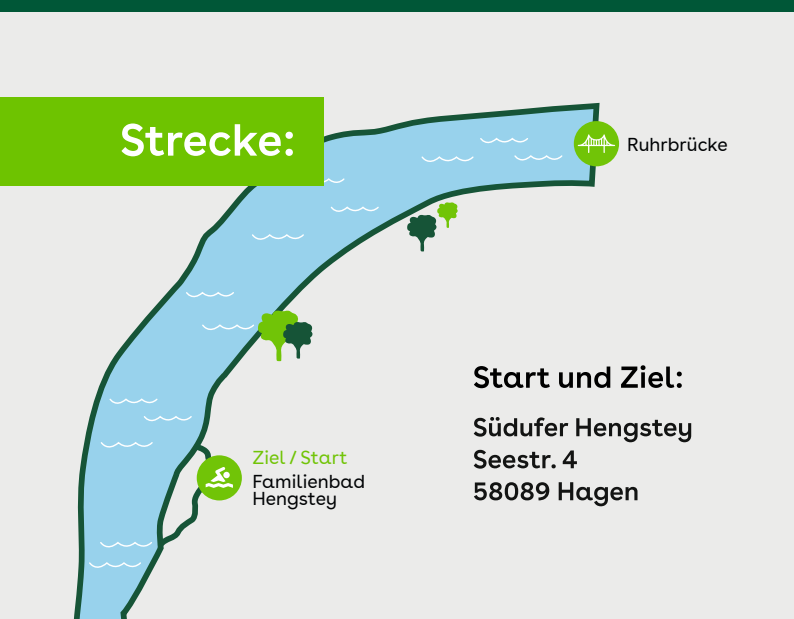 Strecke:
Ruhrbrücke
Start und Ziel:
Südufer Hengstey
Seestr. 4
58089 Hagen
Ziel / Start
Familienbad
Hengstey